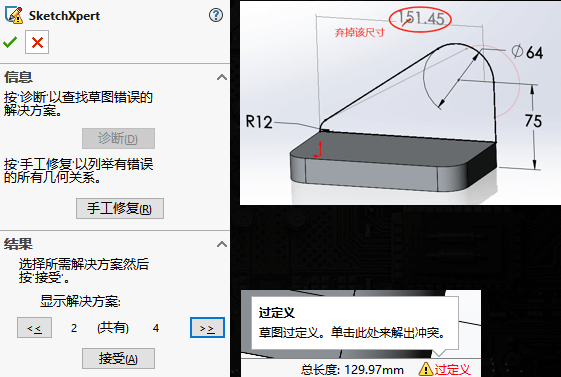 SketchXpert
信息
按'诊断'以查找草图错误的
解决方案。
诊断(D)
按'手工修复'以列举有错误
的所有几何关系。
手工修复(R)
结果
选择所需解决方案然后
按'接受'。
显示解决方案:
<< 2 (共有) 4 >>
接受(A)
151.45
弃掉该尺寸
∅64
R12
75
过定义
草图过定义。单击此处来解出冲突。
总长度: 129.97mm 过定义